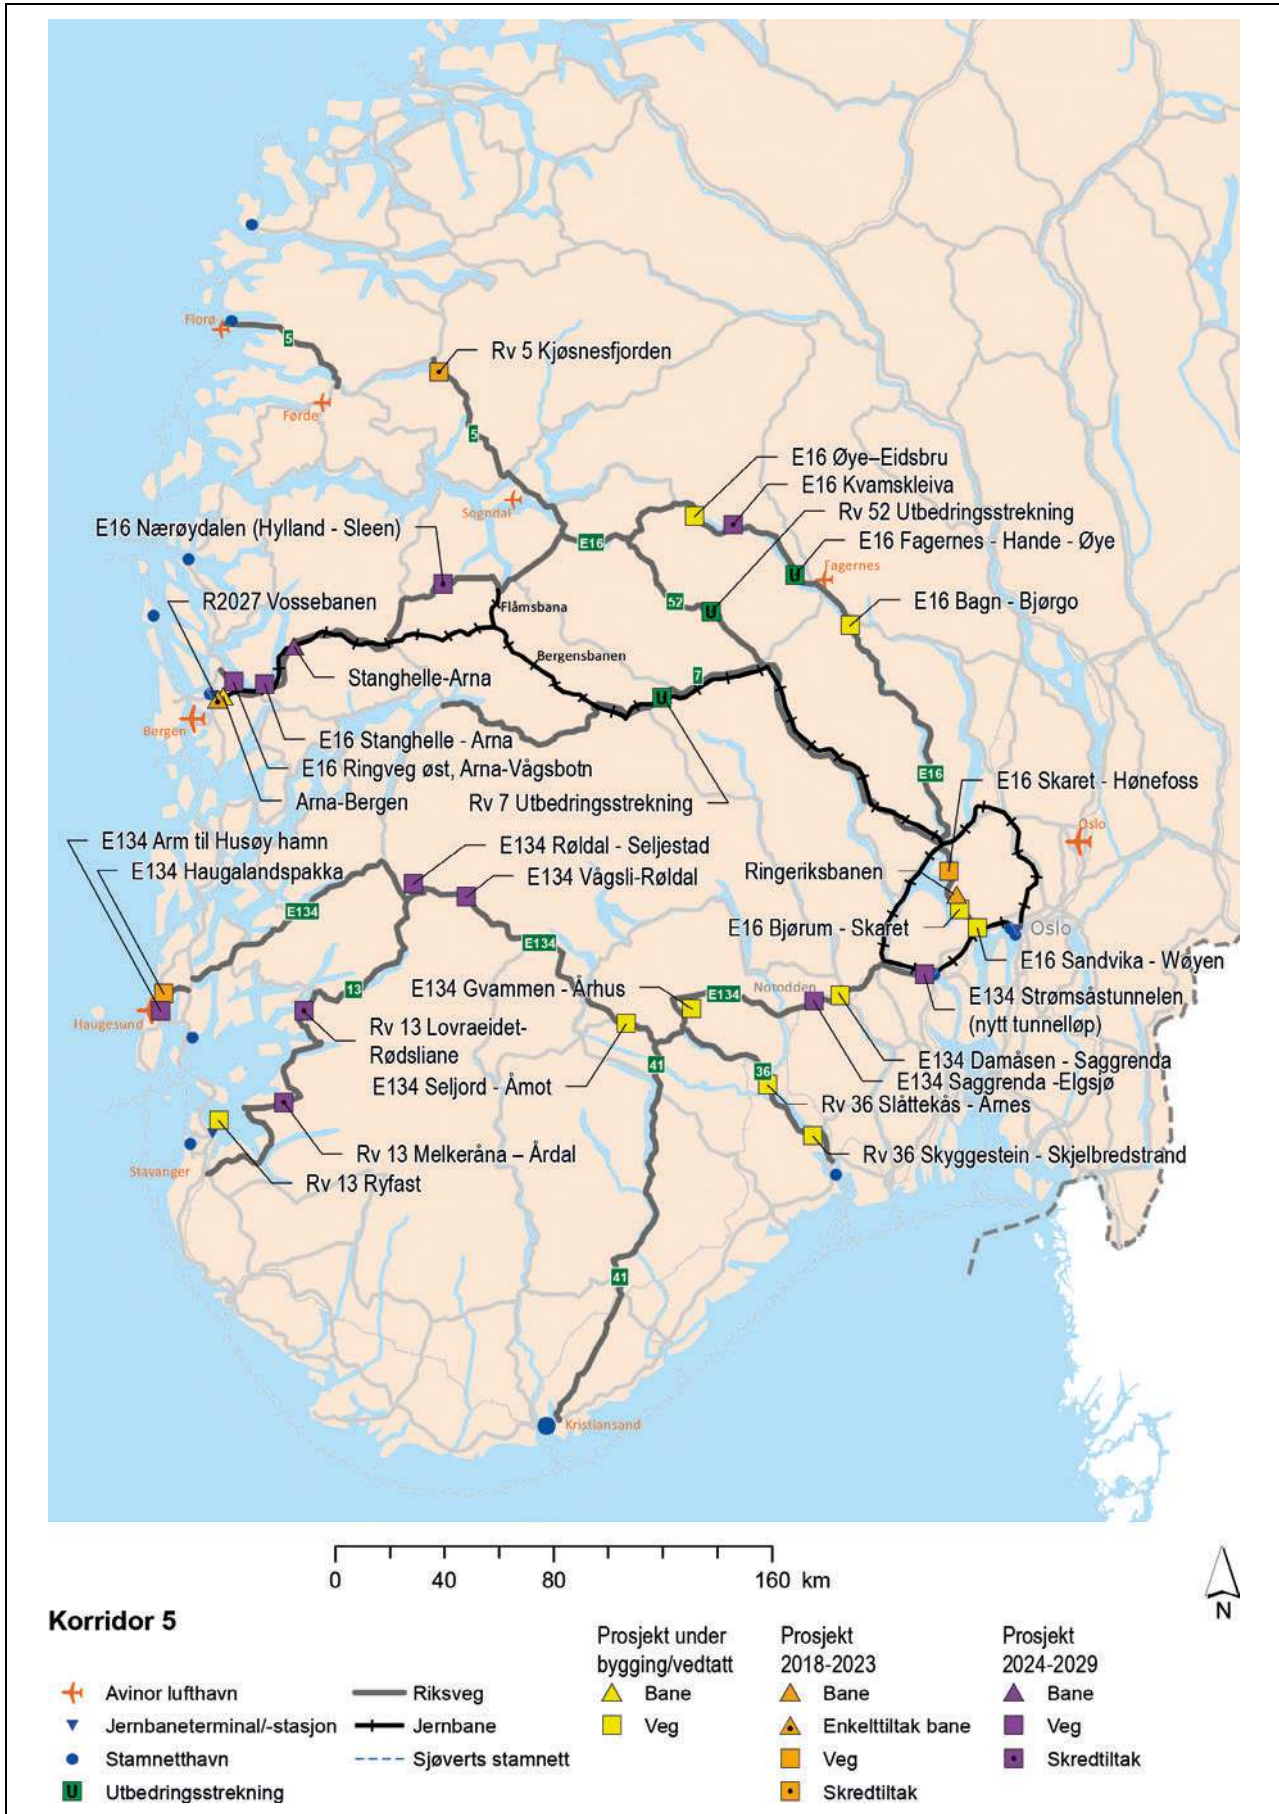 Florø
5
Rv 5 Kjøsnesfjorden
Førde
5
E16 Øye–Eidsbru
E16 Kvamskleiva
Sogndal
Rv 52 Utbedringsstrekning
E16 Nærøydalen (Hylland - Sleen)
E16
E16 Fagernes - Hande - Øye
U
Fagernes
R2027 Vossebanen
Flåmsbana
52
U
E16 Bagn - Bjørgo
Bergensbanen
Stanghelle-Arna
7
U
Bergen
E16 Stanghelle - Arna
E16 Ringveg øst, Arna-Vågsbotn
E16
E16 Skaret - Hønefoss
Arna-Bergen
Rv 7 Utbedringsstrekning
Oslo
E134 Arm til Husøy hamn
E134 Røldal - Seljestad
E134 Haugalandspakka
E134 Vågsli-Røldal
Ringeriksbanen
E134
E16 Bjørum - Skaret
Oslo
E134
E16 Sandvika - Wøyen
13
E134 Gvammen - Århus
E134
Notodden
E134 Strømsåstunnelen
(nytt tunnelløp)
Haugesund
Rv 13 Lovraeidet-
Rødsliane
E134 Damåsen - Saggrenda
41
36
E134 Saggrenda -Elgsjø
E134 Seljord - Åmot
Rv 36 Slåttekås - Årnes
Rv 13 Melkeråna – Årdal
Rv 36 Skyggestein - Skjelbredstrand
Stavanger
Rv 13 Ryfast
41
Kristiansand
0 40 80 160 km
N
Korridor 5
Prosjekt under
bygging/vedtatt
Prosjekt
2018-2023
Prosjekt
2024-2029
Avinor lufthavn
Riksveg
Bane
Bane
Bane
Jernbaneterminal/-stasjon
Jernbane
Veg
Enkelttiltak bane
Veg
Stamnetthavn
Sjøverts stamnett
Veg
Skredtiltak
U
Utbedringsstrekning
Skredtiltak